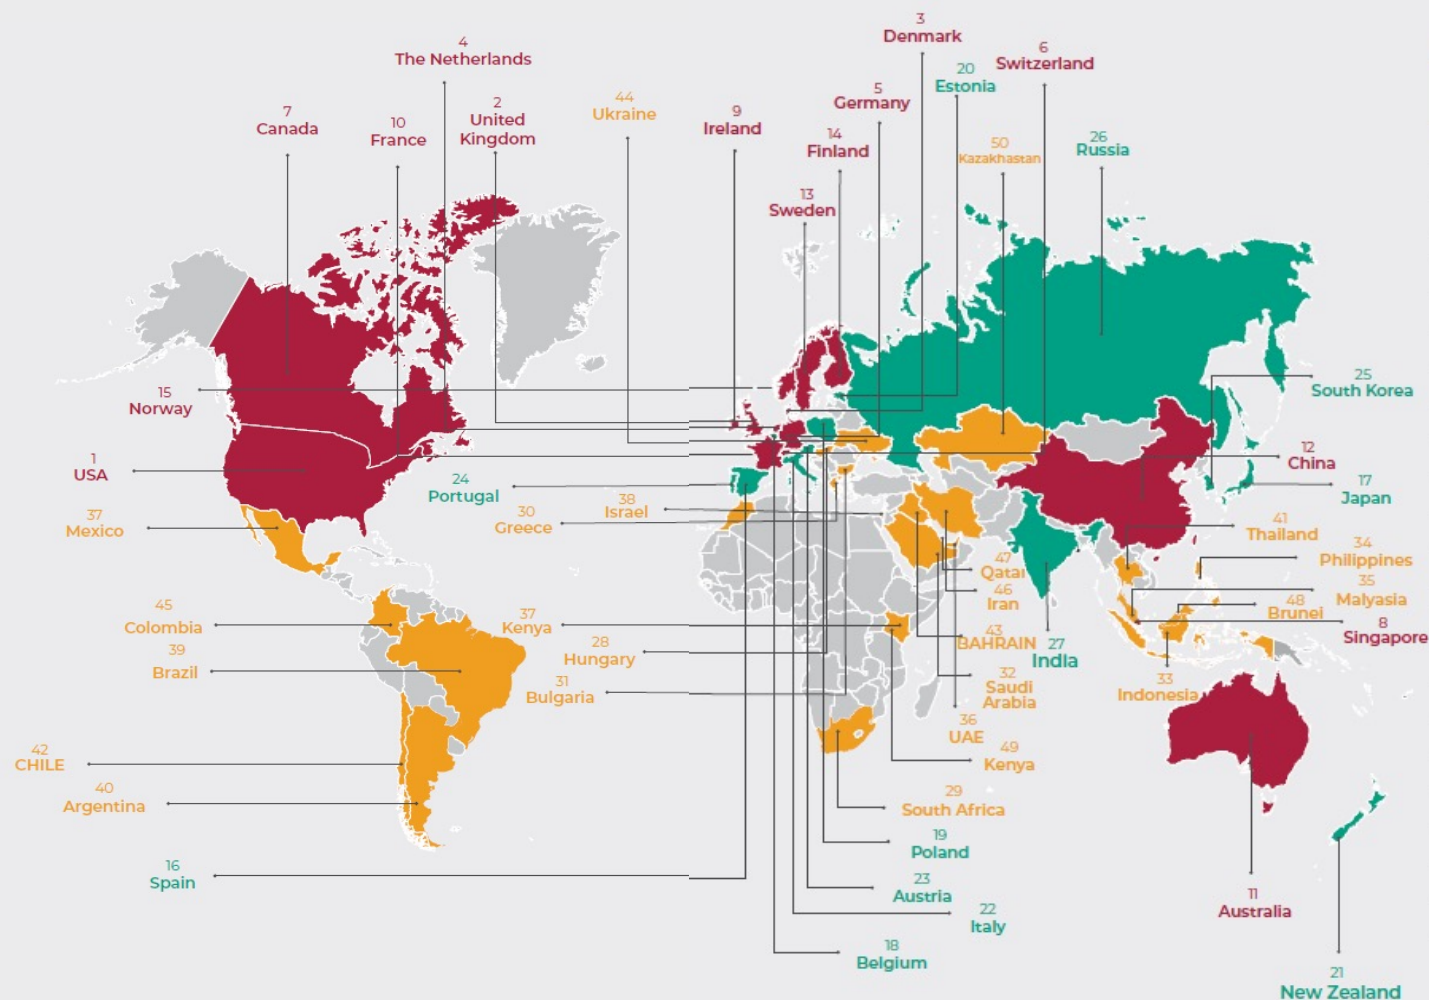 3
Denmark
4
The Netherlands
6
Switzerland
20
Estonia
5
Germany
44
Ukraine
2
United
Kingdom
7
Canada
10
France
9
Ireland
14
Finland
50
Kazakhastan
26
Russia
13
Sweden
15
Norway
25
South Korea
1
USA
12
China
24
Portugal
17
Japan
37
Mexico
30
Greece
38
Israel
41
Thailand
34
Philippines
47
Qatar
46
Iran
35
Malyasia
48
Brunei
8
Singapore
45
Colombia
37
Kenya
43
BAHRAIN
27
India
28
Hungary
39
Brazil
31
Bulgaria
32
Saudi
Arabia
33
Indonesia
36
UAE
49
Kenya
42
CHILE
40
Argentina
29
South Africa
19
Poland
16
Spain
23
Austria
22
Italy
11
Australia
18
Belgium
21
New Zealand